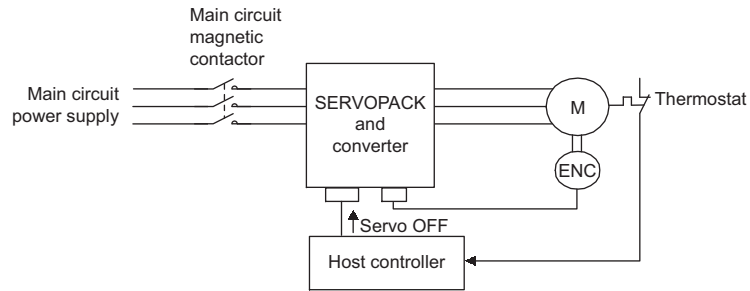 Main circuit
magnetic
contactor
Main circuit
power supply
SERVOPACK
and
converter
M
Thermostat
ENC
Servo OFF
Host controller